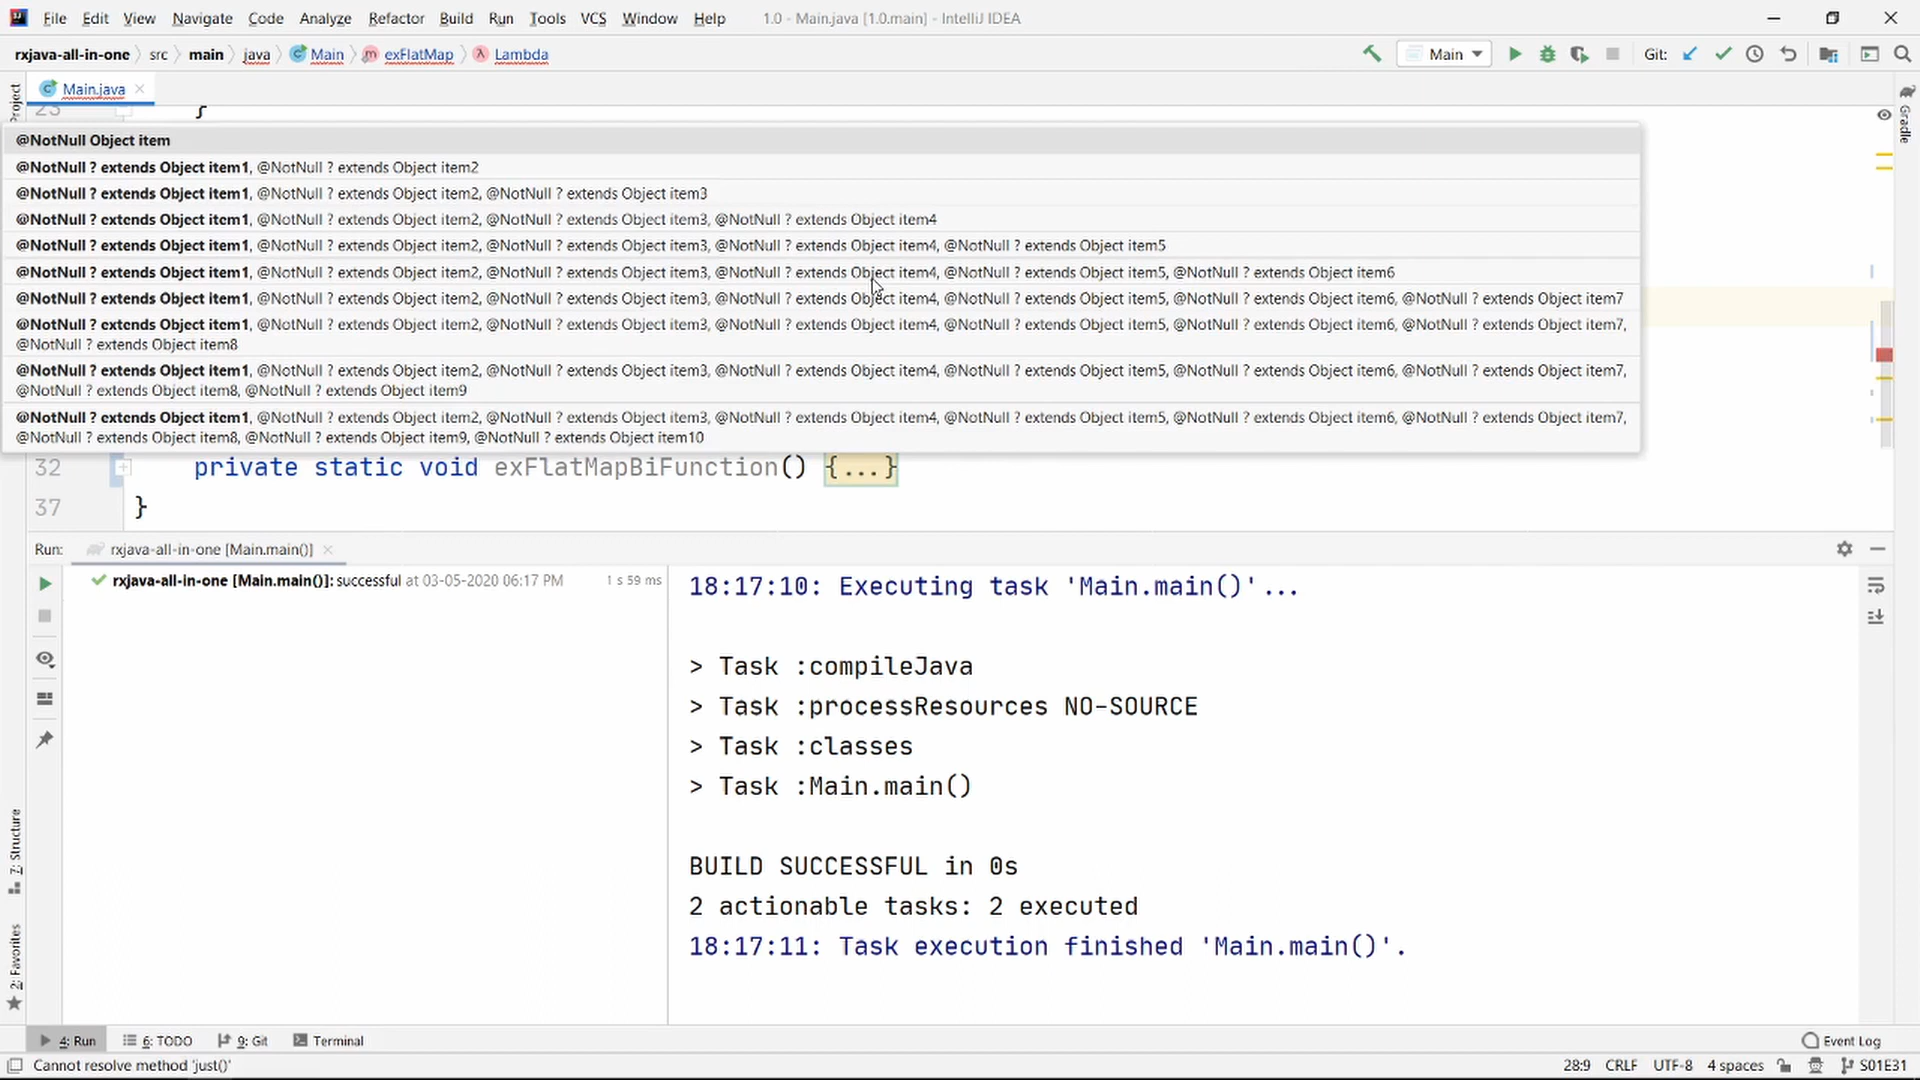 File Edit View Navigate Code Analyze Refactor Build Run Tools VCS Window Help 1.0 - Main.java [1.0.main] - IntelliJ IDEA
rxjava-all-in-one src main java Main exFlatMap Lambda Main Git:
Main.java
Project
Gradle
23 {
@NotNull Object item
@NotNull ? extends Object item1, @NotNull ? extends Object item2
@NotNull ? extends Object item1, @NotNull ? extends Object item2, @NotNull ? extends Object item3
@NotNull ? extends Object item1, @NotNull ? extends Object item2, @NotNull ? extends Object item3, @NotNull ? extends Object item4
@NotNull ? extends Object item1, @NotNull ? extends Object item2, @NotNull ? extends Object item3, @NotNull ? extends Object item4, @NotNull ? extends Object item5
@NotNull ? extends Object item1, @NotNull ? extends Object item2, @NotNull ? extends Object item3, @NotNull ? extends Object item4, @NotNull ? extends Object item5, @NotNull ? extends Object item6
@NotNull ? extends Object item1, @NotNull ? extends Object item2, @NotNull ? extends Object item3, @NotNull ? extends Object item4, @NotNull ? extends Object item5, @NotNull ? extends Object item6, @NotNull ? extends Object item7
@NotNull ? extends Object item1, @NotNull ? extends Object item2, @NotNull ? extends Object item3, @NotNull ? extends Object item4, @NotNull ? extends Object item5, @NotNull ? extends Object item6, @NotNull ? extends Object item7,
@NotNull ? extends Object item8
@NotNull ? extends Object item1, @NotNull ? extends Object item2, @NotNull ? extends Object item3, @NotNull ? extends Object item4, @NotNull ? extends Object item5, @NotNull ? extends Object item6, @NotNull ? extends Object item7,
@NotNull ? extends Object item8, @NotNull ? extends Object item9
@NotNull ? extends Object item1, @NotNull ? extends Object item2, @NotNull ? extends Object item3, @NotNull ? extends Object item4, @NotNull ? extends Object item5, @NotNull ? extends Object item6, @NotNull ? extends Object item7,
@NotNull ? extends Object item8, @NotNull ? extends Object item9, @NotNull ? extends Object item10
32 private static void exFlatMapBiFunction() {...}
37 }
Run: rxjava-all-in-one [Main.main()]
rxjava-all-in-one [Main.main()]: successful at 03-05-2020 06:17 PM 1 s 59 ms
18:17:10: Executing task 'Main.main()'...
> Task :compileJava
> Task :processResources NO-SOURCE
> Task :classes
> Task :Main.main()
BUILD SUCCESSFUL in 0s
2 actionable tasks: 2 executed
18:17:11: Task execution finished 'Main.main()'.
7: Structure
2: Favorites
4: Run 6: TODO 9: Git Terminal Event Log
Cannot resolve method 'just()' 28:9 CRLF UTF-8 4 spaces S01E31